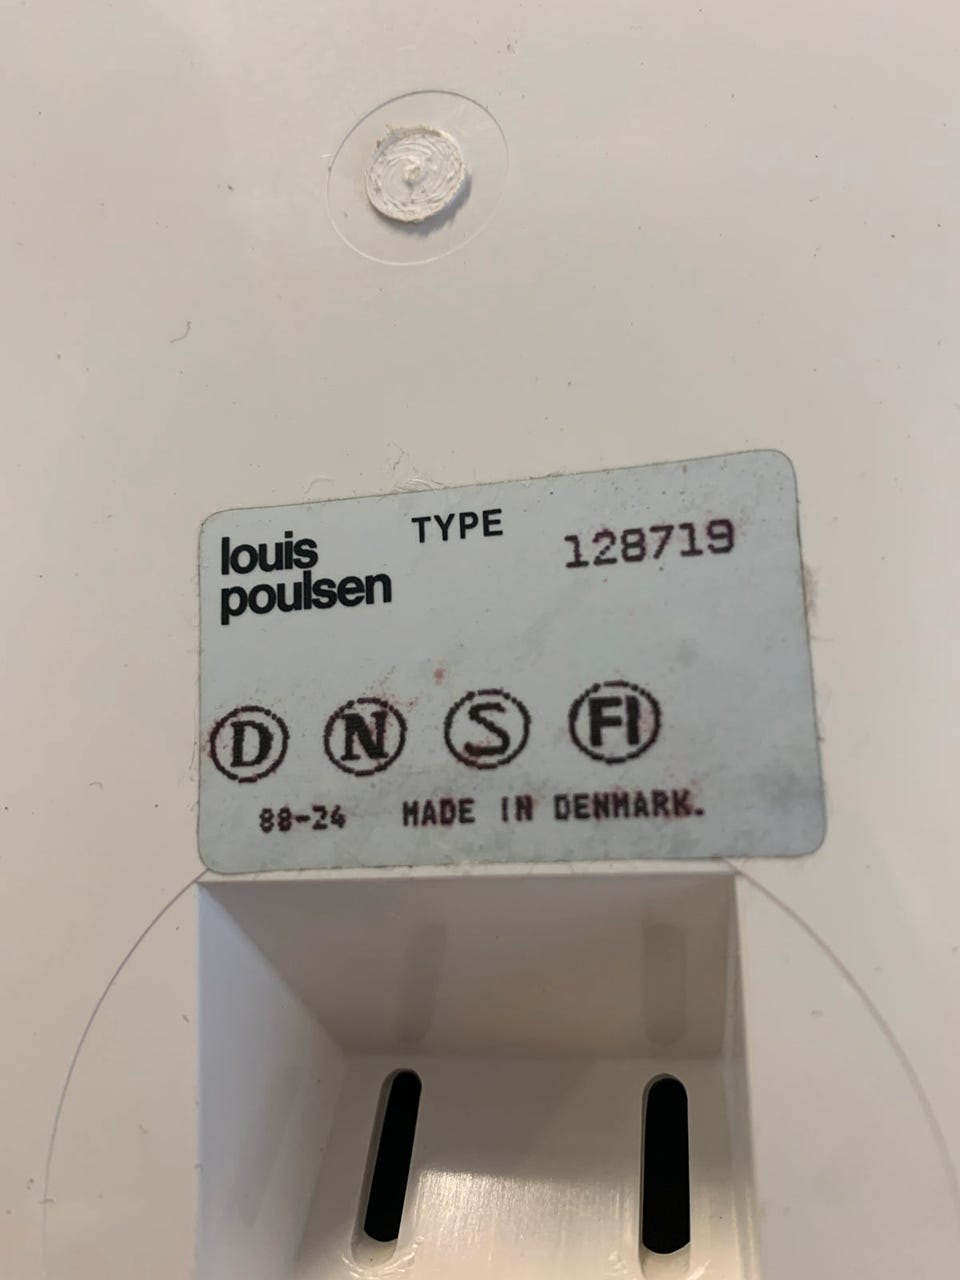 louis
poulsen
TYPE 128719
D N S FI
88-24 MADE IN DENMARK.